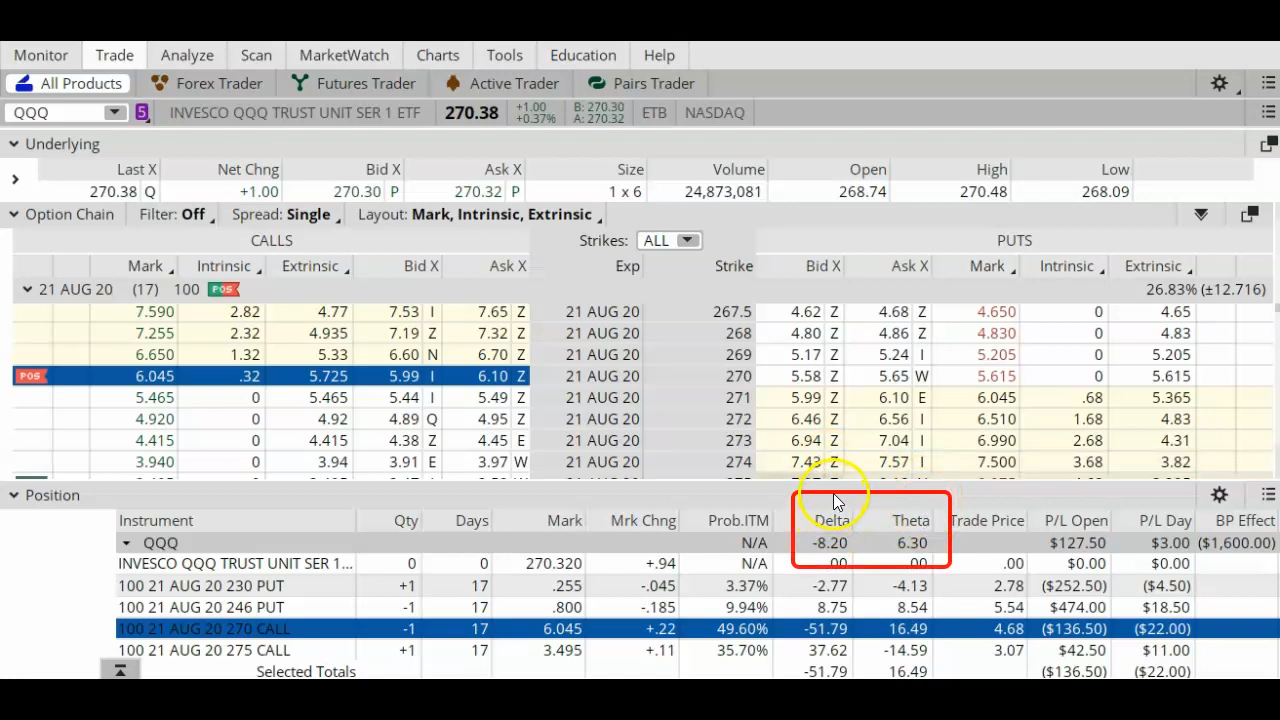 Monitor Trade Analyze Scan MarketWatch Charts Tools Education Help
All Products Forex Trader Futures Trader Active Trader Pairs Trader
QQQ 5 INVESCO QQQ TRUST UNIT SER 1 ETF 270.38 +1.00 +0.37% B: 270.30 A: 270.32 ETB NASDAQ
Underlying
Last X Net Chng Bid X Ask X Size Volume Open High Low
270.38 Q +1.00 270.30 P 270.32 P 1 x 6 24,873,081 268.74 270.48 268.09
Option Chain Filter: Off Spread: Single Layout: Mark, Intrinsic, Extrinsic
CALLS Strikes: ALL PUTS
Mark Intrinsic Extrinsic Bid X Ask X Exp Strike Bid X Ask X Mark Intrinsic Extrinsic
21 AUG 20 (17) 100 POS 26.83% (±12.716)
7.590 2.82 4.77 7.53 I 7.65 Z 21 AUG 20 267.5 4.62 Z 4.68 Z 4.650 0 4.65
7.255 2.32 4.935 7.19 Z 7.32 Z 21 AUG 20 268 4.80 Z 4.86 Z 4.830 0 4.83
6.650 1.32 5.33 6.60 N 6.70 Z 21 AUG 20 269 5.17 Z 5.24 I 5.205 0 5.205
POS 6.045 .32 5.725 5.99 I 6.10 Z 21 AUG 20 270 5.58 Z 5.65 W 5.615 0 5.615
5.465 0 5.465 5.44 I 5.49 Z 21 AUG 20 271 5.99 Z 6.10 E 6.045 .68 5.365
4.920 0 4.92 4.89 Q 4.95 Z 21 AUG 20 272 6.46 Z 6.56 I 6.510 1.68 4.83
4.415 0 4.415 4.38 Z 4.45 E 21 AUG 20 273 6.94 Z 7.04 I 6.990 2.68 4.31
3.940 0 3.94 3.91 E 3.97 W 21 AUG 20 274 7.43 Z 7.57 I 7.500 3.68 3.82
Position
Instrument Qty Days Mark Mrk Chng Prob.ITM Delta Theta Trade Price P/L Open P/L Day BP Effect
QQQ N/A -8.20 6.30 $127.50 $3.00 ($1,600.00)
INVESCO QQQ TRUST UNIT SER 1... 0 0 270.320 +.94 N/A .00 .00 .00 $0.00 $0.00
100 21 AUG 20 230 PUT +1 17 .255 -.045 3.37% -2.77 -4.13 2.78 ($252.50) ($4.50)
100 21 AUG 20 246 PUT -1 17 .800 -.185 9.94% 8.75 8.54 5.54 $474.00 $18.50
100 21 AUG 20 270 CALL -1 17 6.045 +.22 49.60% -51.79 16.49 4.68 ($136.50) ($22.00)
100 21 AUG 20 275 CALL +1 17 3.495 +.11 35.70% 37.62 -14.59 3.07 $42.50 $11.00
Selected Totals -51.79 16.49 ($136.50) ($22.00)